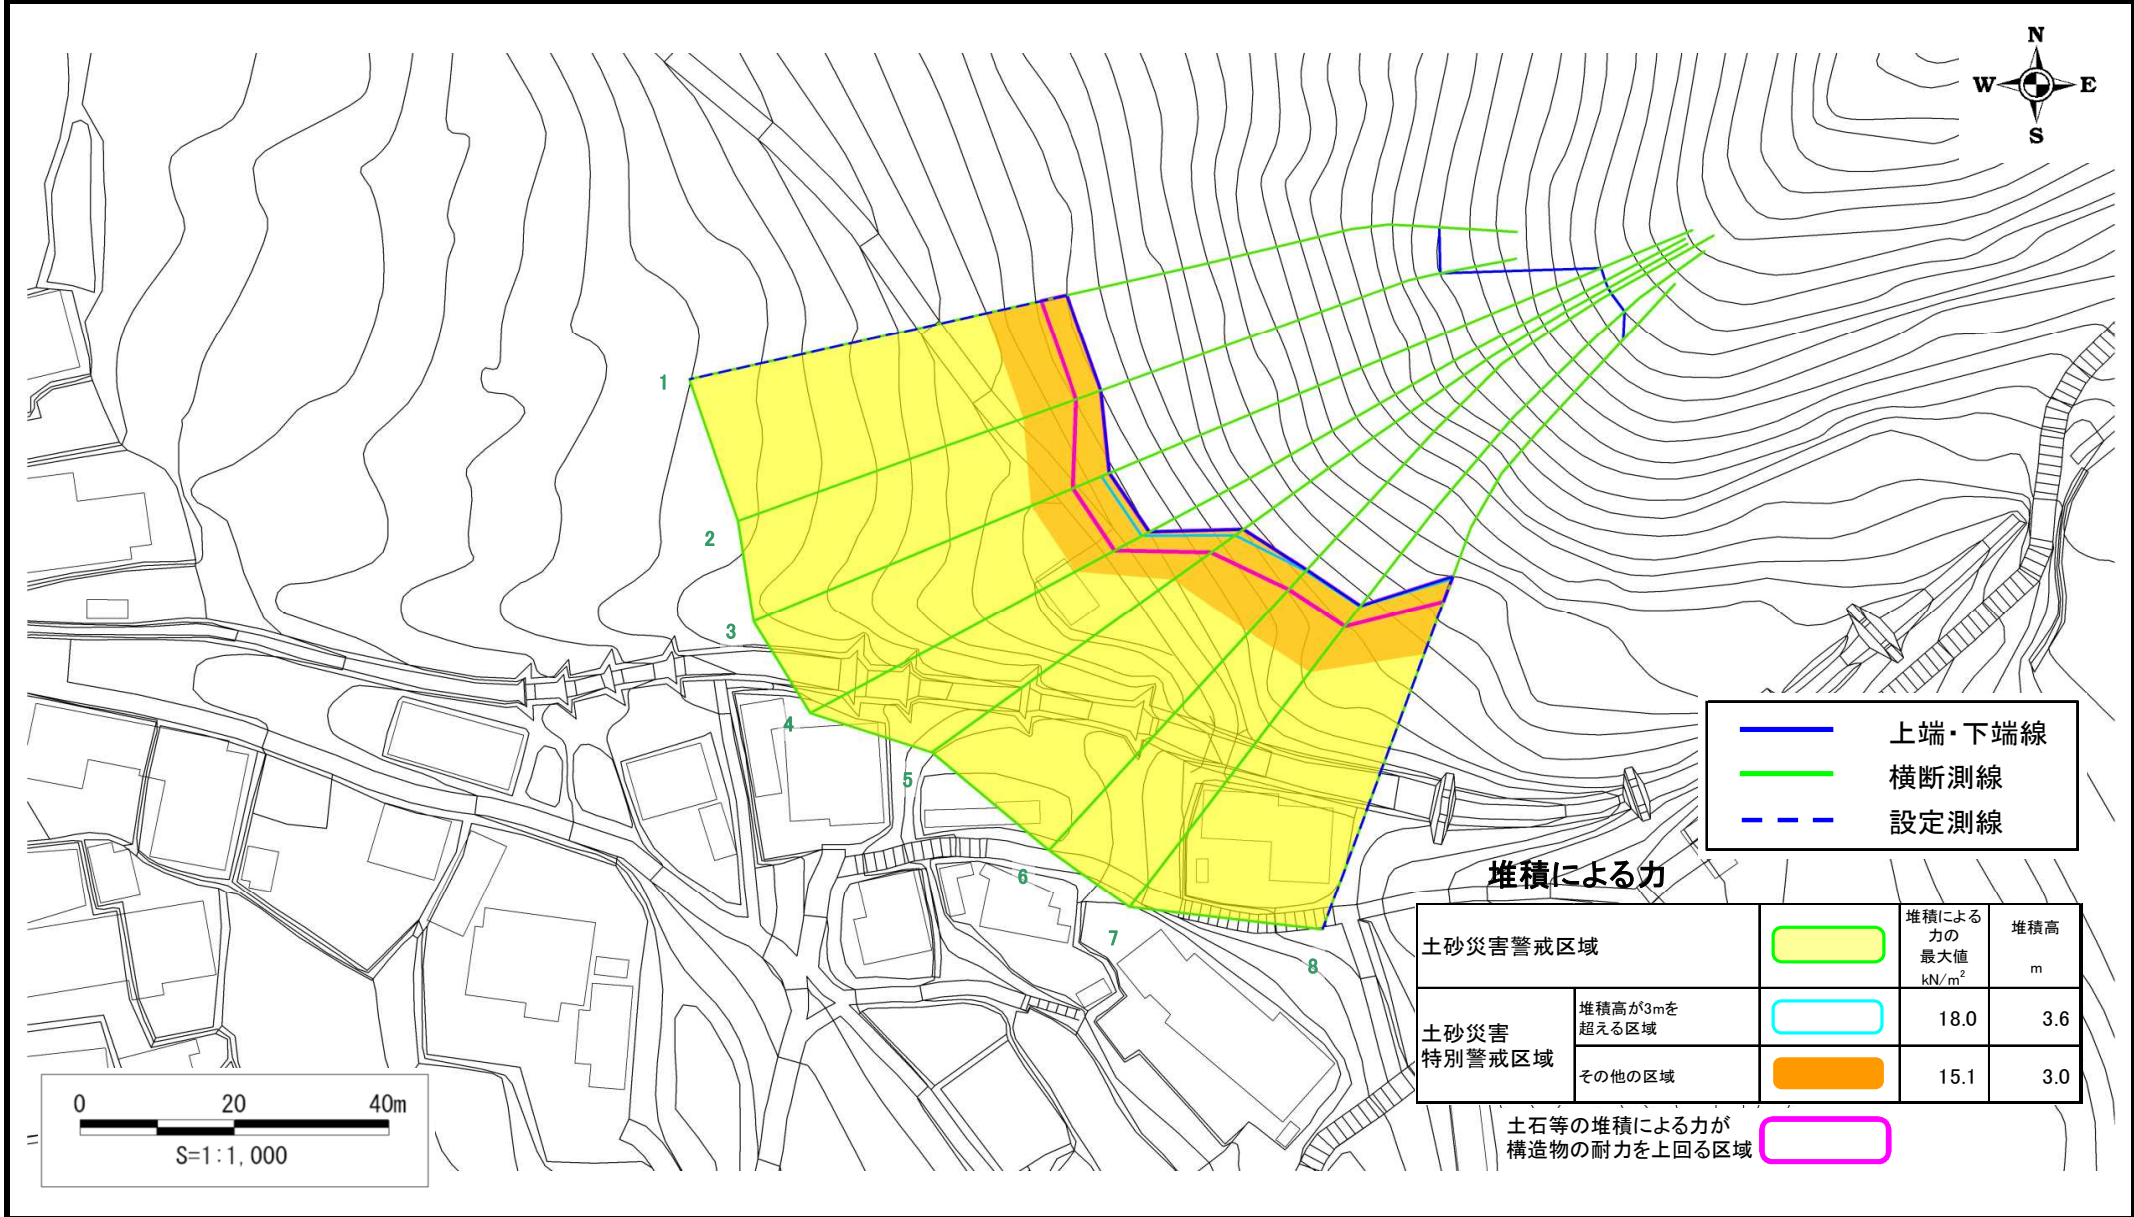 N
W E
S
1
2
3
4
5
6
7
8
上端・下端線
横断測線
設定測線
堆積による力
土砂災害警戒区域
堆積による
力の
最大値
kN/m²
堆積高
m
土砂災害
特別警戒区域
堆積高が3mを
超える区域
18.0 3.6
その他の区域
15.1 3.0
土石等の堆積による力が
構造物の耐力を上回る区域
0 20 40m
S=1:1,000